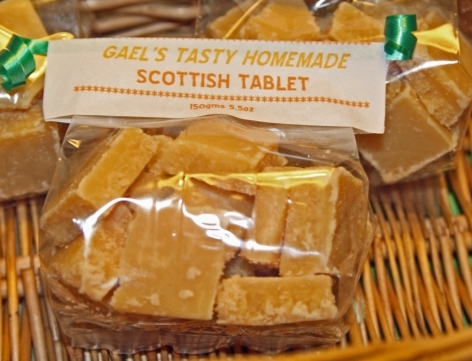 GAEL'S TASTY HOMEMADE
SCOTTISH TABLET
150gms 5.5oz